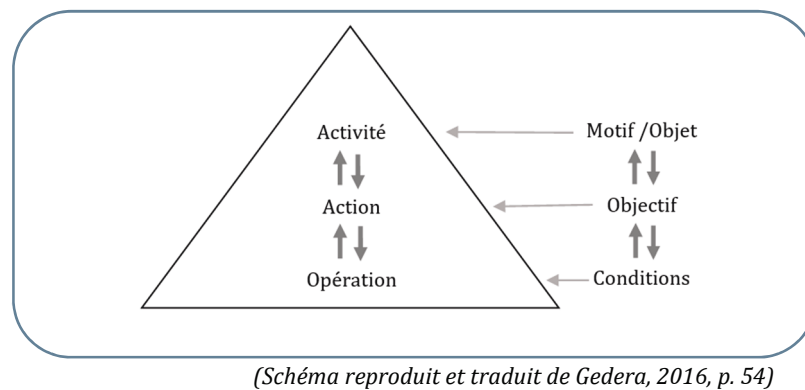 Activité Motif /Objet
Action Objectif
Opération Conditions
(Schéma reproduit et traduit de Gedera, 2016, p. 54)